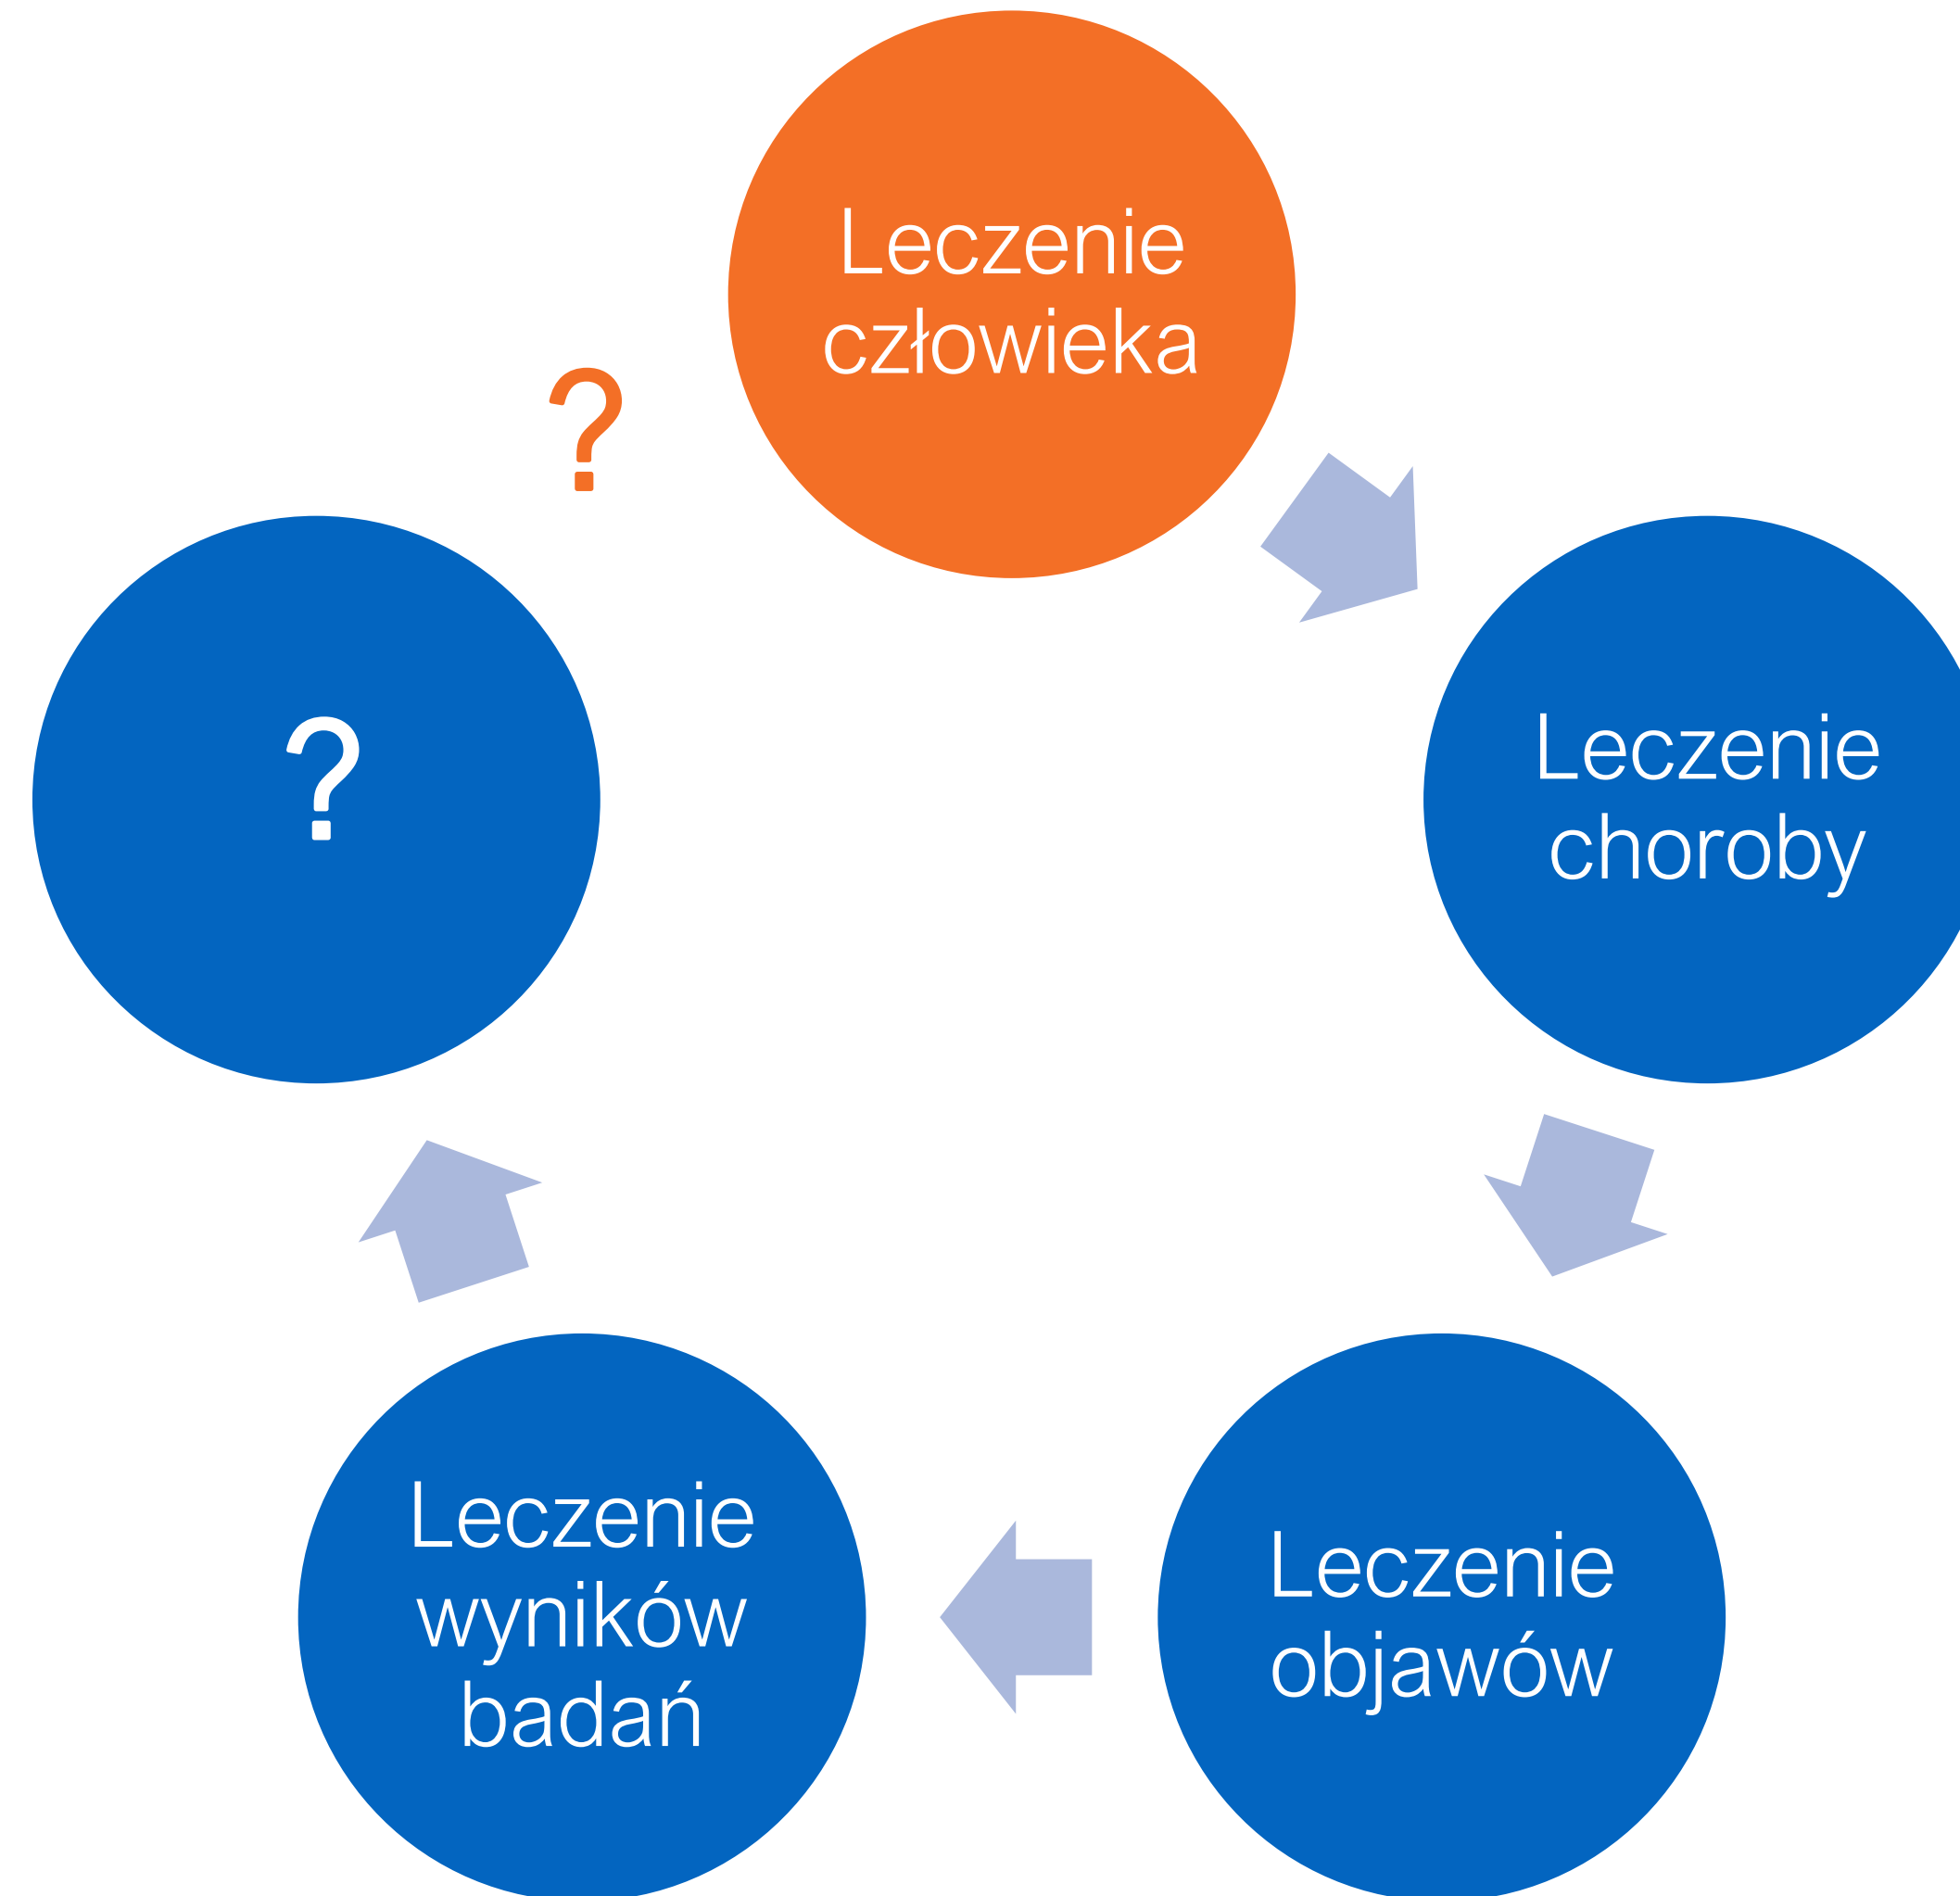 Leczenie
człowieka
?
?
Leczenie
choroby
Leczenie
objawów
Leczenie
wyników
badań